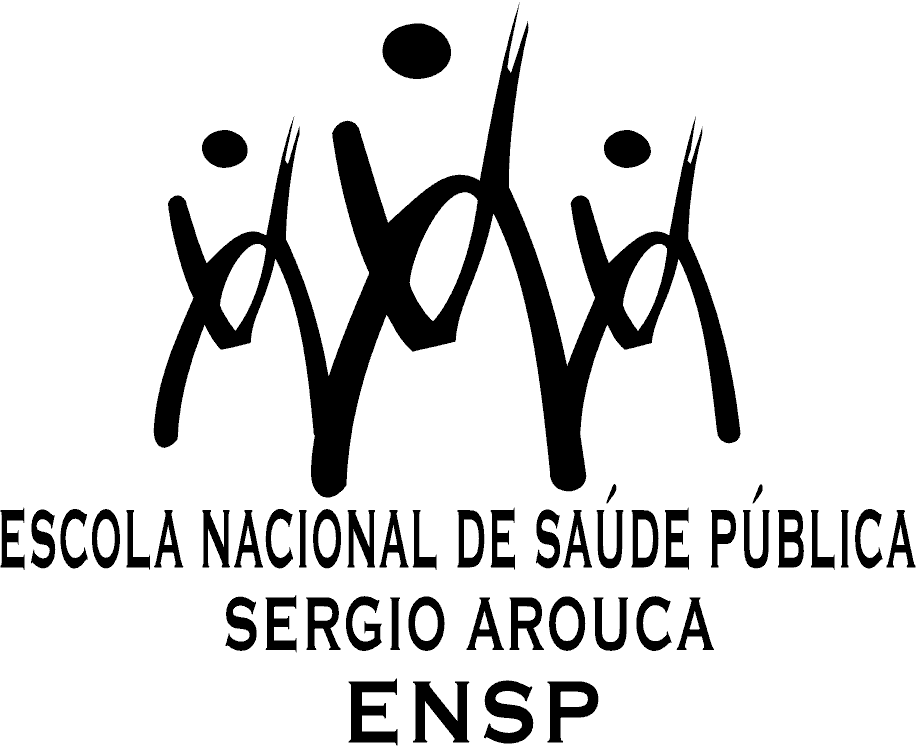 ESCOLA NACIONAL DE SAÚDE PÚBLICA
SERGIO AROUCA
ENSP